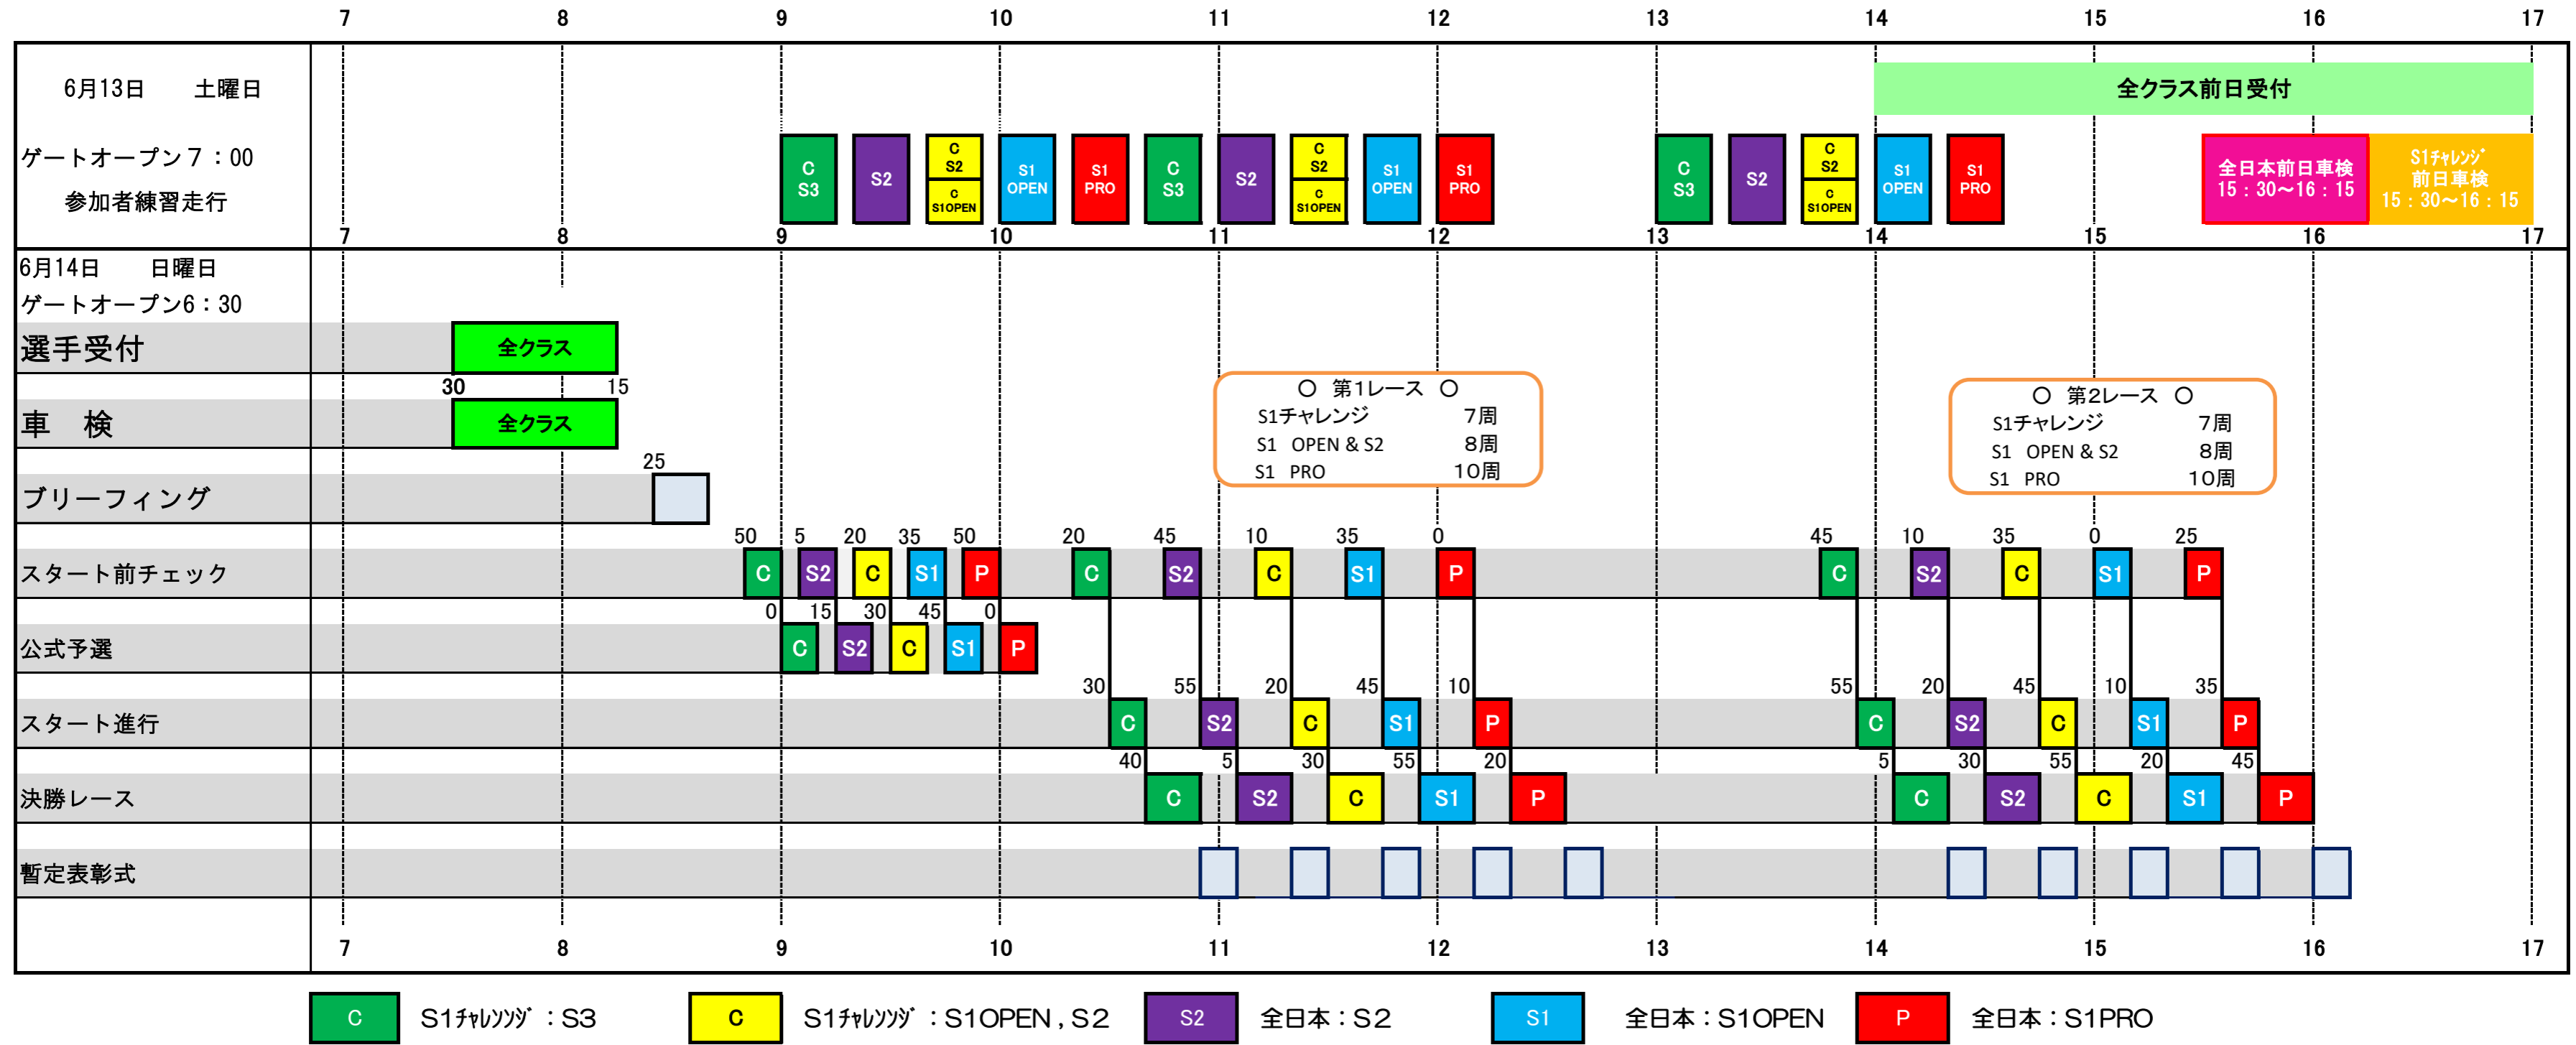 7 8 9 10 11 12 13 14 15 16 17
6月13日 土曜日
全クラス前日受付
ゲートオープン7:00
参加者練習走行
C S3
S2
C S2
C S1OPEN
S1 OPEN
S1 PRO
C S3
S2
C S2
C S1OPEN
S1 OPEN
S1 PRO
C S3
S2
C S2
C S1OPEN
S1 OPEN
S1 PRO
全日本前日車検
15:30~16:15
S1ﾁｬﾚﾝｼﾞ
前日車検
15:30~16:15
7 8 9 10 11 12 13 14 15 16 17
6月14日 日曜日
ゲートオープン6:30
選手受付 全クラス
30 15
車 検 全クラス
○ 第1レース ○
S1チャレンジ 7周
S1 OPEN & S2 8周
S1 PRO 10周
○ 第2レース ○
S1チャレンジ 7周
S1 OPEN & S2 8周
S1 PRO 10周
25
ブリーフィング
50 5 20 35 50 20 45 10 35 0 45 10 35 0 25
スタート前チェック C S2 C S1 P C S2 C S1 P C S2 C S1 P
0 15 30 45 0
公式予選 C S2 C S1 P
30 55 20 45 10 55 20 45 10 35
スタート進行 C S2 C S1 P C S2 C S1 P
40 5 30 55 20 5 30 55 20 45
決勝レース C S2 C S1 P C S2 C S1 P
暫定表彰式
7 8 9 10 11 12 13 14 15 16 17
C S1ﾁｬﾚﾝﾝｼﾞ:S3
C S1ﾁｬﾚﾝﾝｼﾞ:S1OPEN,S2
S2 全日本:S2
S1 全日本:S1OPEN
P 全日本:S1PRO